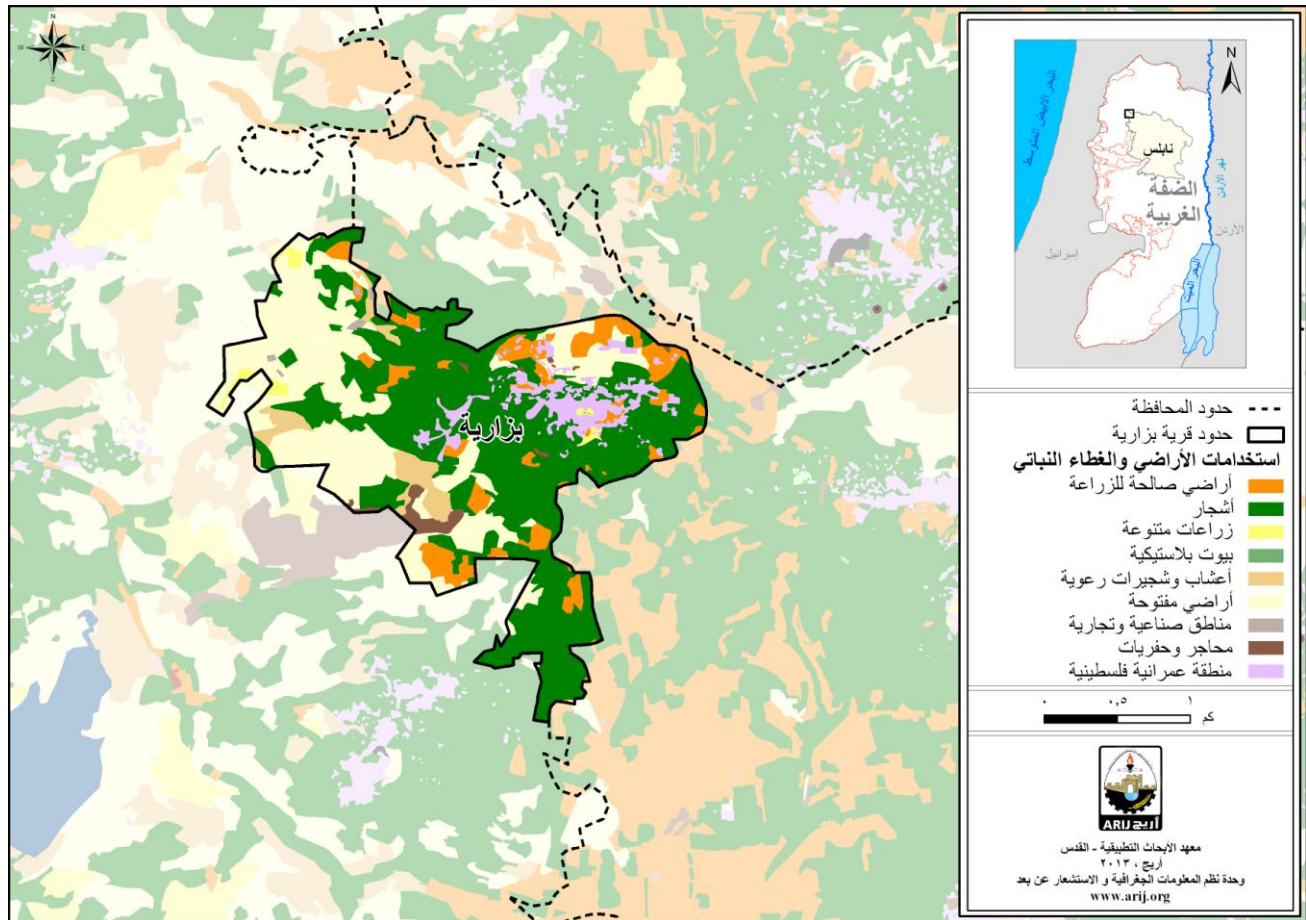 N
W
E
S
بزارية
N
البحر الأبيض المتوسط
نابلس
نهر الأردن
الضفة
الغربية
الأردن
إسرائيل
البحر الميت
حدود المحافظة
حدود قرية بزارية
استخدامات الأراضي والغطاء النباتي
أراضي صالحة للزراعة
أشجار
زراعات متنوعة
بيوت بلاستيكية
أعشاب وشجيرات رعوية
أراضي مفتوحة
مناطق صناعية وتجارية
محاجر وحفريات
منطقة عمرانية فلسطينية
٠ ٠,٥ ١
كم
ARIJ أريج
معهد الأبحاث التطبيقية - القدس
أريج ، ٢٠١٣
وحدة نظم المعلومات الجغرافية و الاستشعار عن بعد
www.arij.org